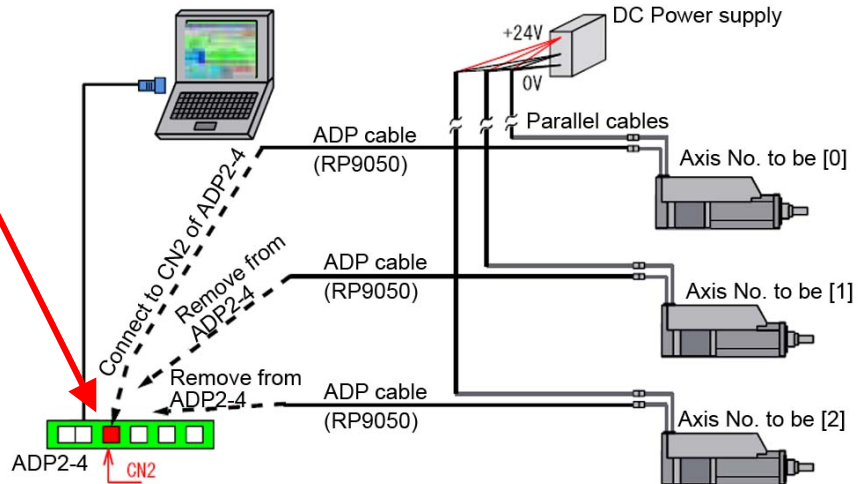 DC Power supply
+24V
0V
Parallel cables
ADP cable
(RP9050)
Axis No. to be [0]
Connect to CN2 of ADP2-4
Remove from
ADP2-4
ADP cable
(RP9050)
Axis No. to be [1]
Remove from
ADP2-4
ADP cable
(RP9050)
Axis No. to be [2]
ADP2-4
CN2